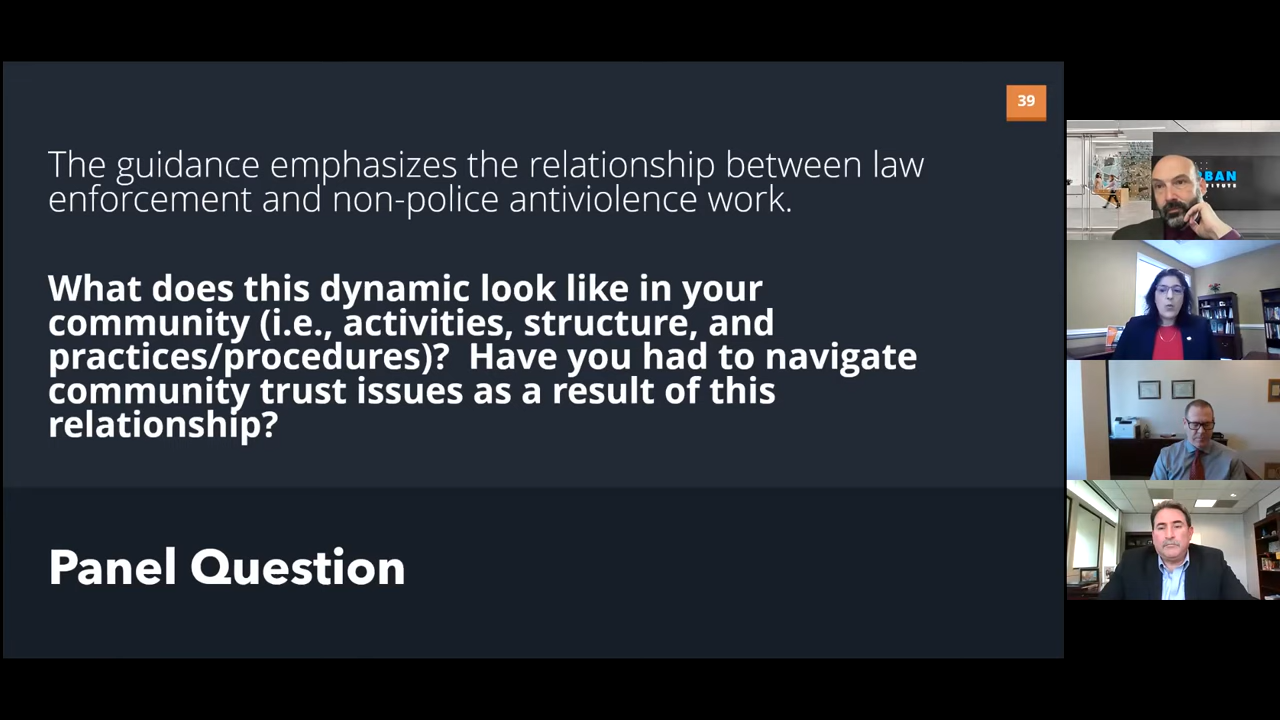 39
The guidance emphasizes the relationship between law
enforcement and non-police antiviolence work.
What does this dynamic look like in your
community (i.e., activities, structure, and
practices/procedures)?  Have you had to navigate
community trust issues as a result of this
relationship?
Panel Question